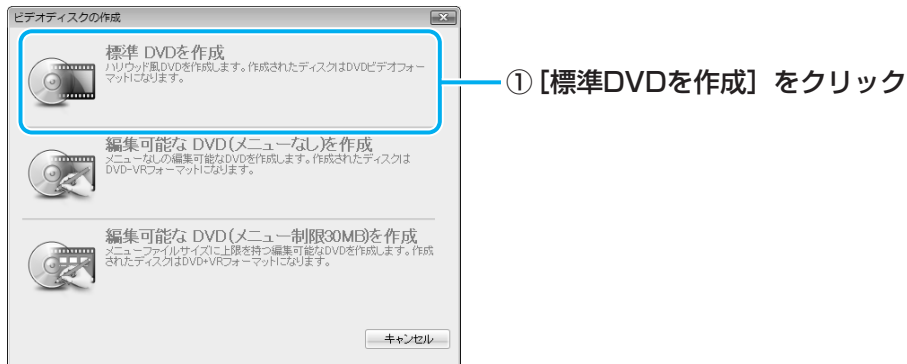 ビデオディスクの作成
標準 DVDを作成
ハリウッド風DVDを作成します。作成されたディスクはDVDビデオフォー
マットになります。
①[標準DVDを作成]をクリック
編集可能な DVD(メニューなし)を作成
メニューなしの編集可能なDVDを作成します。作成されたディスクは
DVD-VRフォーマットになります。
編集可能な DVD(メニュー制限30MB)を作成
メニューファイルサイズに上限を持つ編集可能なDVDを作成します。作成
されたディスクはDVD+VRフォーマットになります。
キャンセル